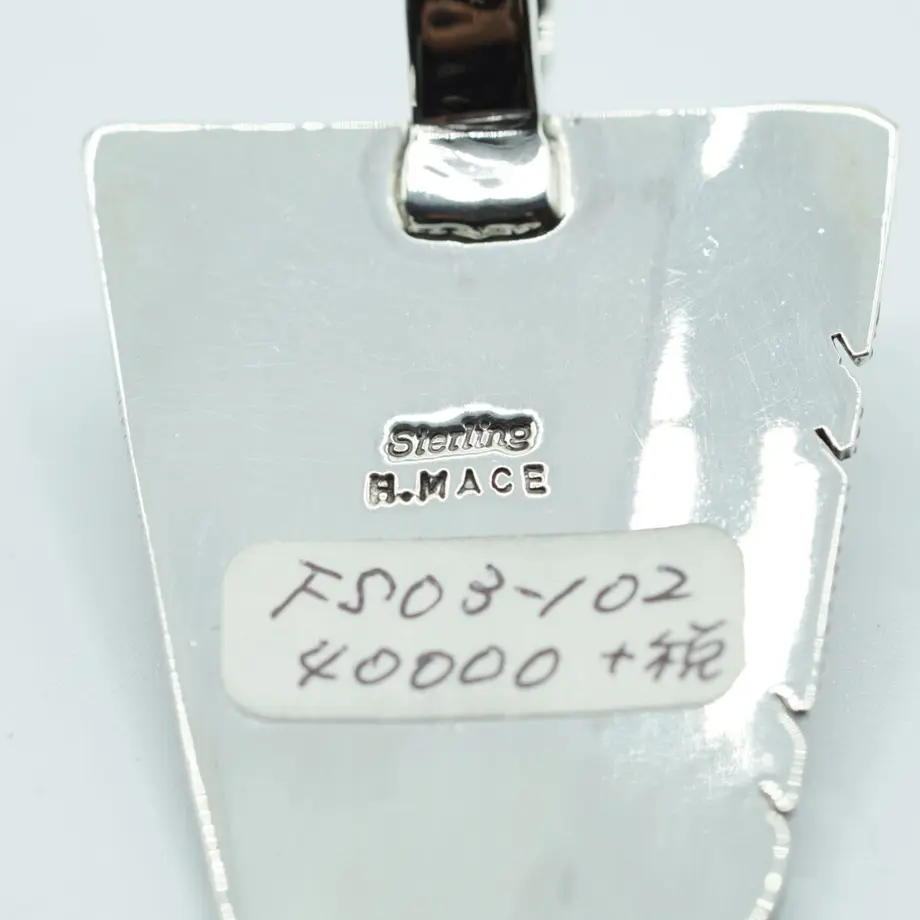 Sterling
H.MACE
FS03-102
40000+税